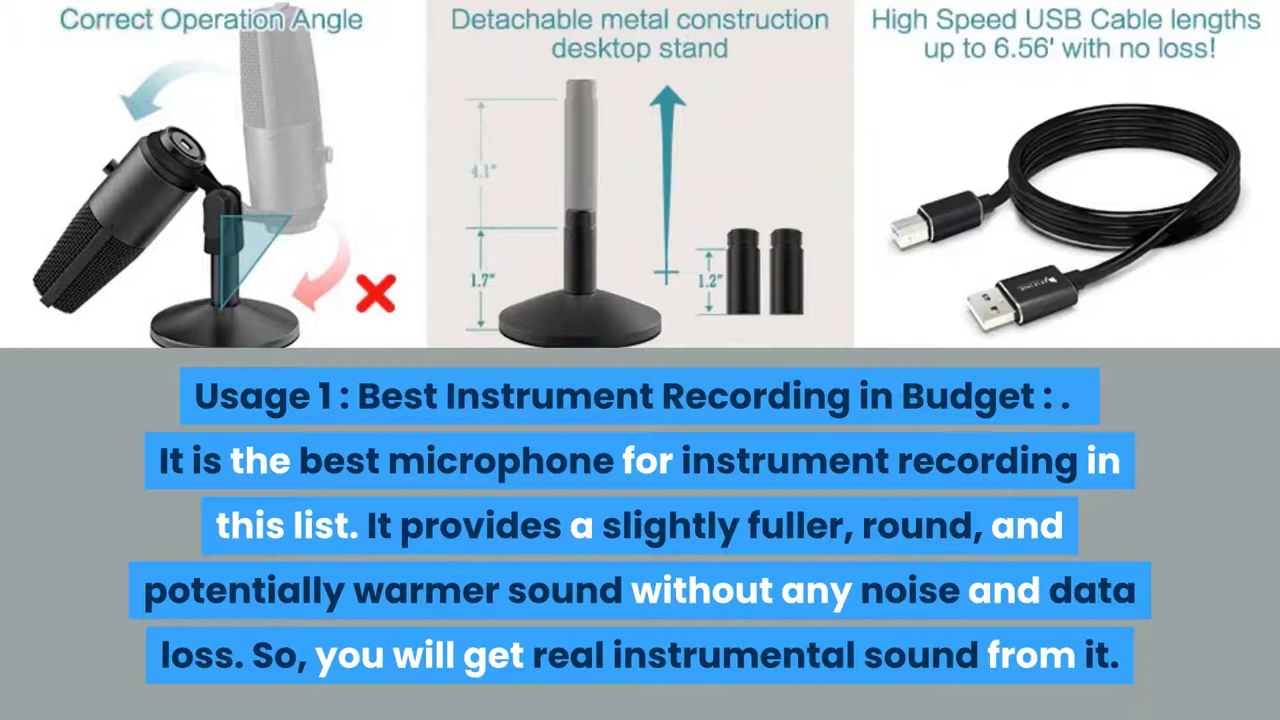 Correct Operation Angle
Detachable metal construction
desktop stand
4.1"
1.7"
1.2"
High Speed USB Cable lengths
up to 6.56' with no loss!
Usage 1 : Best Instrument Recording in Budget : .
It is the best microphone for instrument recording in
this list. It provides a slightly fuller, round, and
potentially warmer sound without any noise and data
loss. So, you will get real instrumental sound from it.